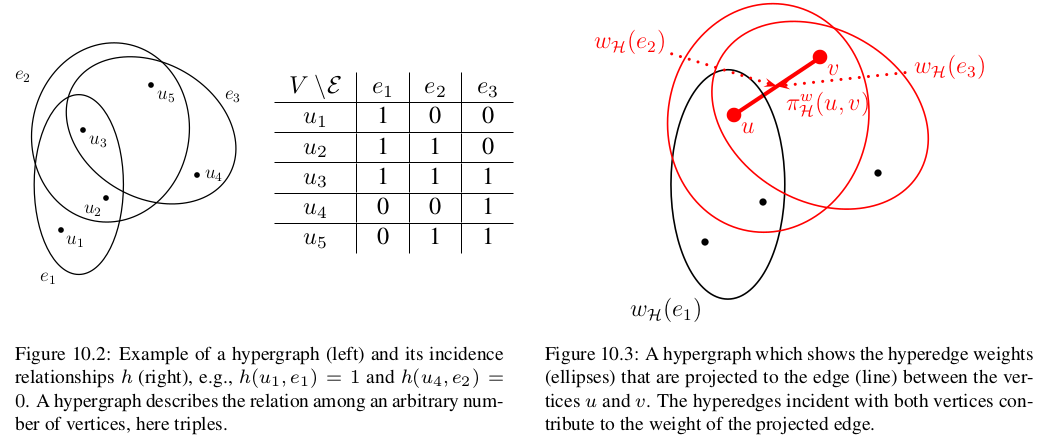 e₂
u₅
e₃
u₃
u₄
u₂
u₁
e₁
V \ℰ e₁ e₂ e₃
u₁ 1 0 0
u₂ 1 1 0
u₃ 1 1 1
u₄ 0 0 1
u₅ 0 1 1
Figure 10.2: Example of a hypergraph (left) and its incidence
relationships h (right), e.g., h(u₁, e₁) = 1 and h(u₄, e₂) =
0. A hypergraph describes the relation among an arbitrary num-
ber of vertices, here triples.
w_ℋ(e₂)
v
w_ℋ(e₃)
π^w_ℋ(u, v)
u
w_ℋ(e₁)
Figure 10.3: A hypergraph which shows the hyperedge weights
(ellipses) that are projected to the edge (line) between the ver-
tices u and v. The hyperedges incident with both vertices con-
tribute to the weight of the projected edge.